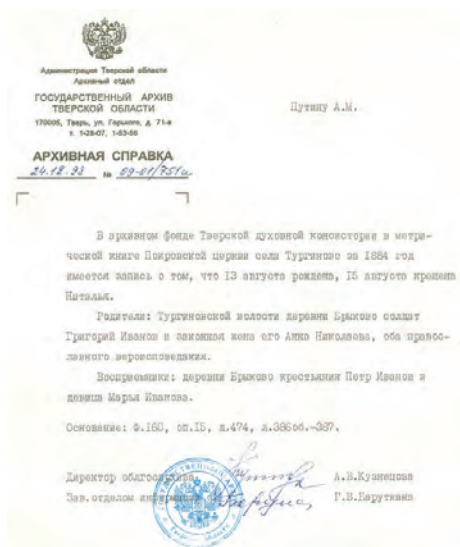 Администрация Тверской области
Архивный отдел
ГОСУДАРСТВЕННЫЙ АРХИВ
ТВЕРСКОЙ ОБЛАСТИ
170005, Тверь, ул. Горького, д. 71-а
т. 1-28-07, 1-53-56
АРХИВНАЯ СПРАВКА
24.12.93 № 09-01/751а
Путину А.М.
В архивном фонде Тверской духовной консистории в метри-
ческой книге Покровской церкви села Тургиново за 1884 год
имеется запись о том, что 13 августа рождена, 15 августа крещена
Наталья.
Родители: Тургиновской волости деревни Брыково солдат
Григорий Иванов и законная жена его Анна Николаева, оба правос-
лавного вероисповедания.
Восприемники: деревни Брыково крестьянин Петр Иванов и
девица Марья Иванова.
Основание: Ф.160, оп.15, д.474, л.386об.-387.
Директор облгосархива А.В.Кузнецова
Зав.отделом Г.В.Баруткина